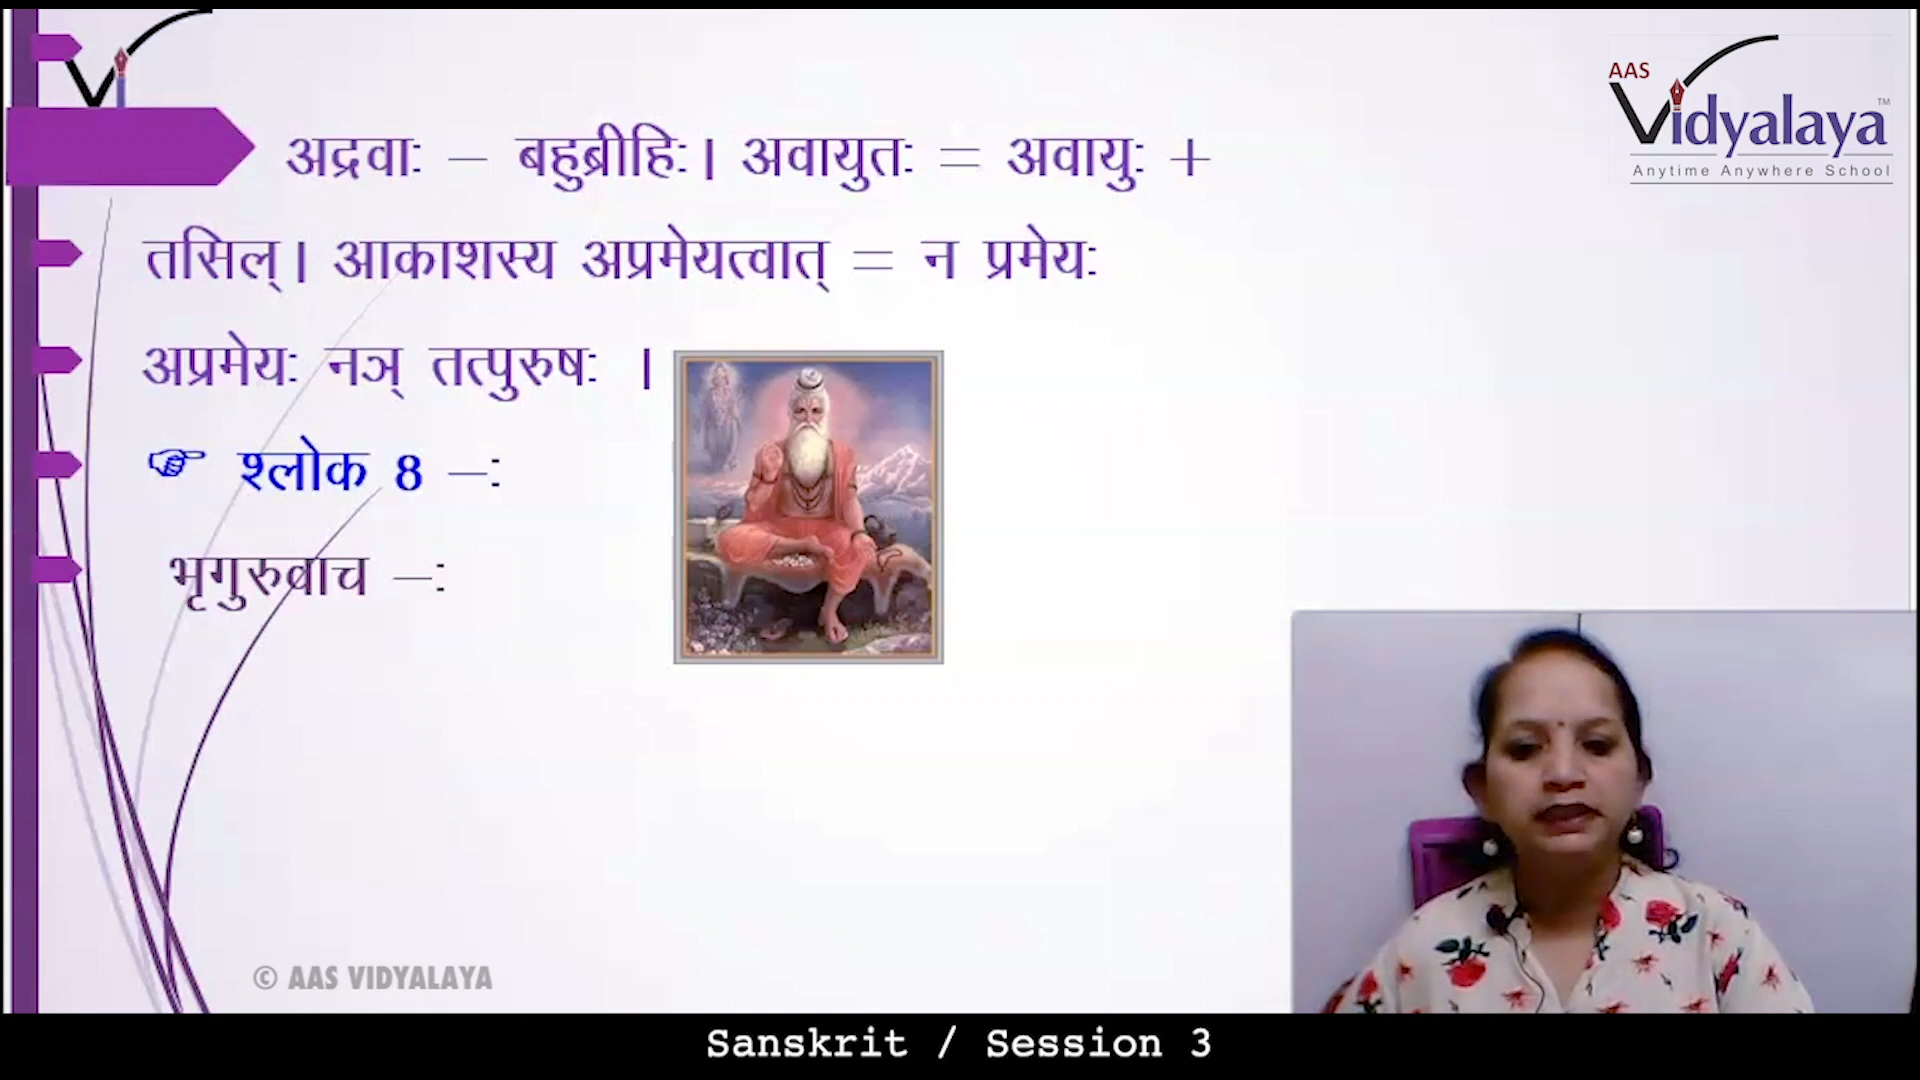 AAS
Vidyalaya™
Anytime Anywhere School
अद्रवाः – बहुब्रीहिः। अवायुतः = अवायुः +
तसिल्। आकाशस्य अप्रमेयत्वात् = न प्रमेयः
अप्रमेयः नञ् तत्पुरुषः ।
☞ श्लोक 8 –:
भृगुरुवाच –:
© AAS VIDYALAYA
Sanskrit / Session 3